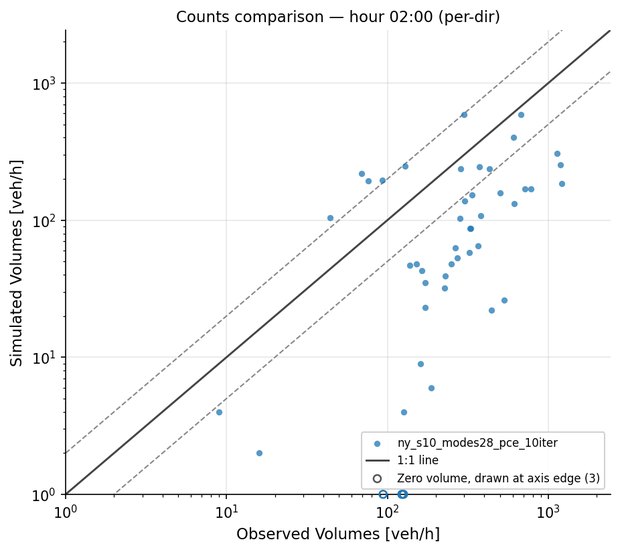 Counts comparison — hour 02:00 (per-dir)
Simulated Volumes [veh/h]
10³
10²
10¹
10⁰
10⁰
10¹
10²
10³
Observed Volumes [veh/h]
ny_s10_modes28_pce_10iter
1:1 line
Zero volume, drawn at axis edge (3)